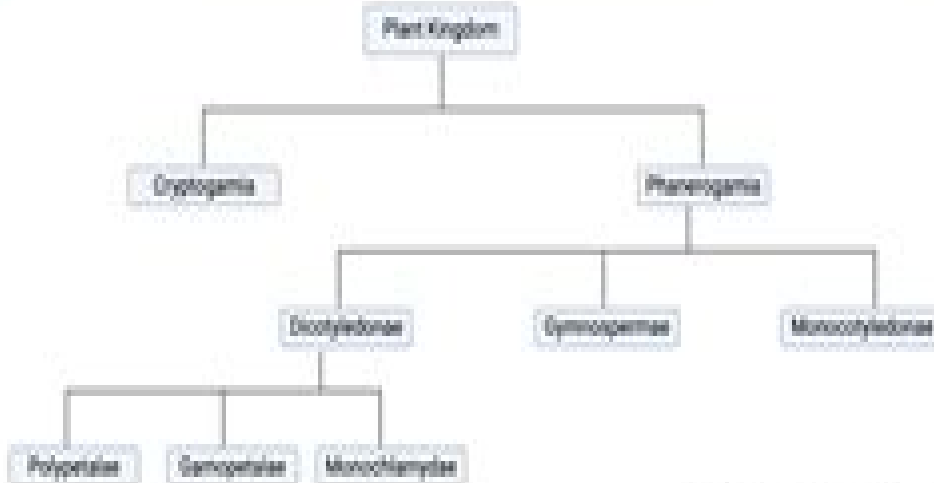 Plant Kingdom
Cryptogamia
Phanerogamia
Dicotyledonae
Gymnospermae
Monocotyledonae
Polypetalae
Gamopetalae
Monochlamydae